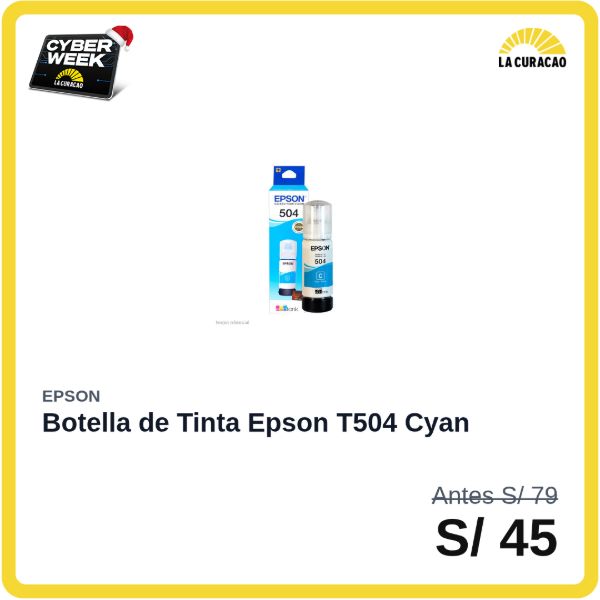 CYBER
WEEK
LA CURACAO
LA CURACAO
EPSON
504
EPSON
504
C
EPSON
Botella de Tinta Epson T504 Cyan
Antes S/ 79
S/ 45